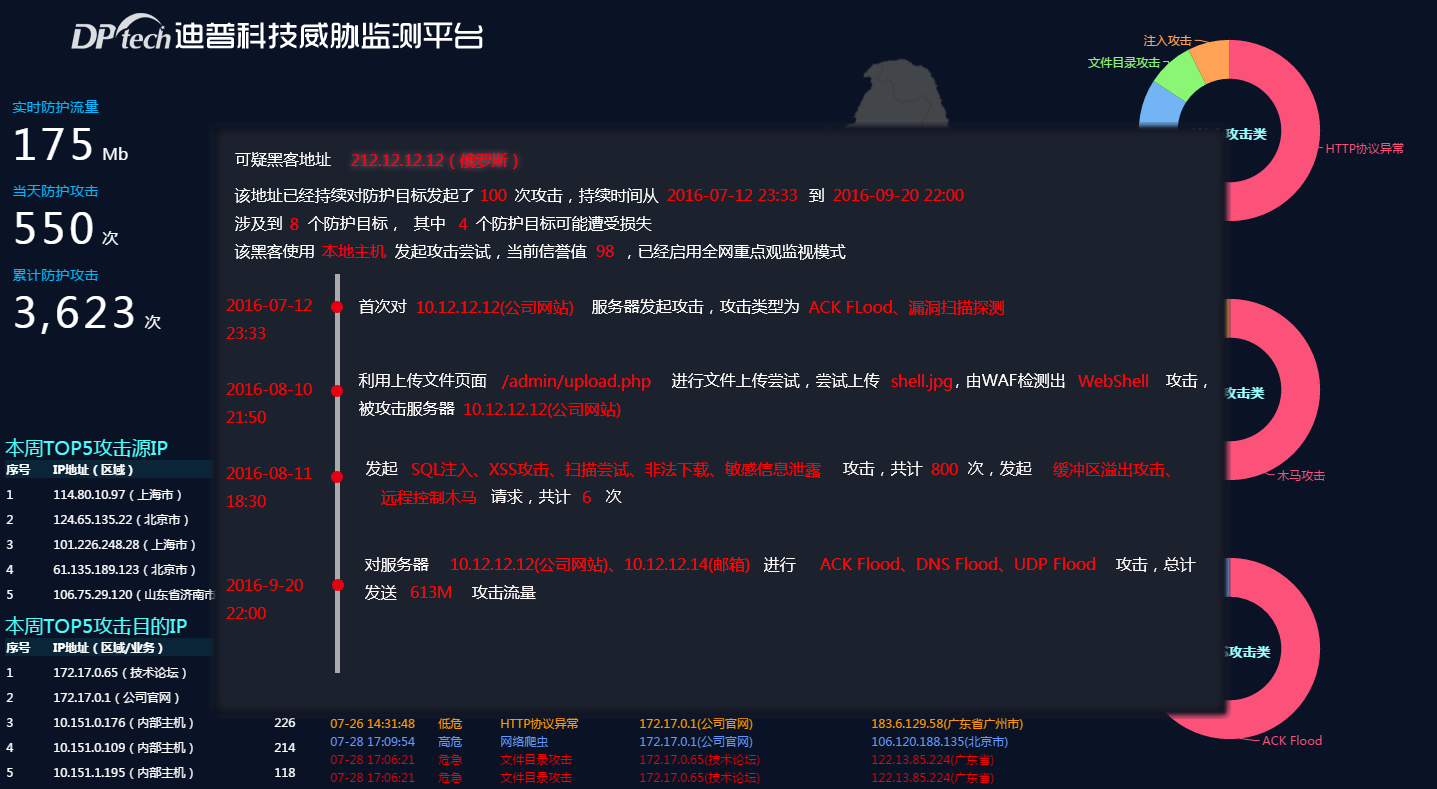 DPtech 迪普科技威胁监测平台
实时防护流量
175 Mb
当天防护攻击
550 次
累计防护攻击
3,623 次
本周TOP5攻击源IP
序号 IP地址（区域）
1 114.80.10.97（上海市）
2 124.65.135.22（北京市）
3 101.226.248.28（上海市）
4 61.135.189.123（北京市）
5 106.75.29.120（山东省济南市
本周TOP5攻击目的IP
序号 IP地址（区域/业务）
1 172.17.0.65（技术论坛）
2 172.17.0.1（公司官网）
3 10.151.0.176（内部主机） 226
4 10.151.0.109（内部主机） 214
5 10.151.1.195（内部主机） 118
可疑黑客地址 212.12.12.12（俄罗斯）
该地址已经持续对防护目标发起了 100 次攻击，持续时间从 2016-07-12 23:33 到 2016-09-20 22:00
涉及到 8 个防护目标， 其中 4 个防护目标可能遭受损失
该黑客使用 本地主机 发起攻击尝试，当前信誉值 98 ，已经启用全网重点观监视模式
2016-07-12
23:33
首次对 10.12.12.12(公司网站) 服务器发起攻击，攻击类型为 ACK FLood、漏洞扫描探测
2016-08-10
21:50
利用上传文件页面 /admin/upload.php 进行文件上传尝试，尝试上传 shell.jpg，由WAF检测出 WebShell 攻击，
被攻击服务器 10.12.12.12(公司网站)
2016-08-11
18:30
发起 SQL注入、XSS攻击、扫描尝试、非法下载、敏感信息泄露 攻击，共计 800 次，发起 缓冲区溢出攻击、
远程控制木马 请求，共计 6 次
2016-9-20
22:00
对服务器 10.12.12.12(公司网站)、10.12.12.14(邮箱) 进行 ACK Flood、DNS Flood、UDP Flood 攻击，总计
发送 613M 攻击流量
07-26 14:31:48 低危 HTTP协议异常 172.17.0.1(公司官网) 183.6.129.58(广东省广州市)
07-28 17:09:54 高危 网络爬虫 172.17.0.1(公司官网) 106.120.188.135(北京市)
07-28 17:06:21 危急 文件目录攻击 172.17.0.65(技术论坛) 122.13.85.224(广东省)
07-28 17:06:21 危急 文件目录攻击 172.17.0.65(技术论坛) 122.13.85.224(广东省)
注入攻击
文件目录攻击
攻击类
HTTP协议异常
攻击类
木马攻击
攻击类
ACK Flood